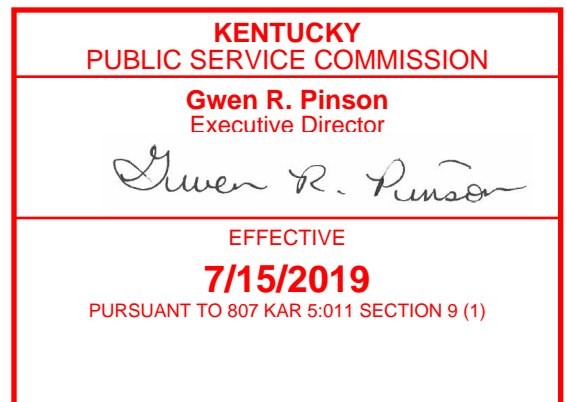 KENTUCKY
PUBLIC SERVICE COMMISSION
Gwen R. Pinson
Executive Director
Gwen R. Pinson
EFFECTIVE
7/15/2019
PURSUANT TO 807 KAR 5:011 SECTION 9 (1)